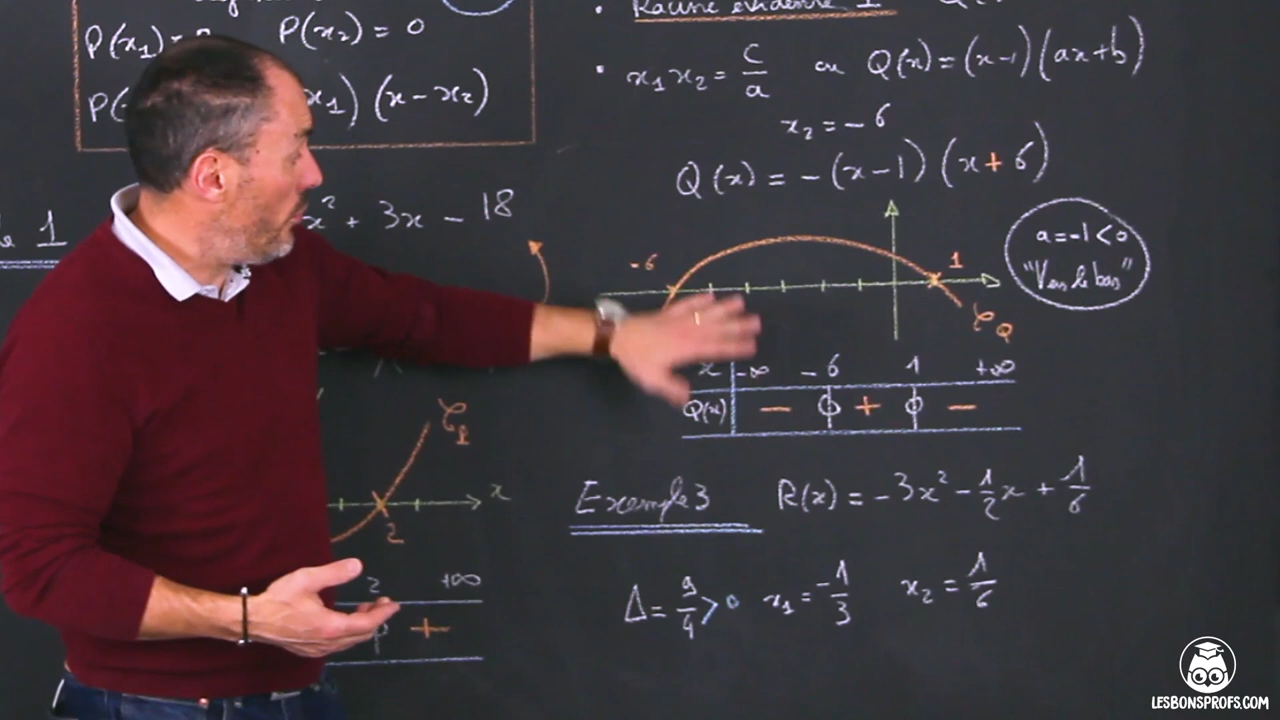 P(x₁) = 0 P(x₂) = 0
x₁) (x - x₂)
x² + 3x - 18
2
2 +∞
+
x
Racine évidente 1
• x₁x₂ = c/a ou Q(x) = (x-1)(ax+b)
x₂ = -6
Q(x) = -(x-1)(x+6)
-6 1
a = -1 < 0
"Vers le bas"
x -∞ -6 1 +∞
Q(x) - 0 + 0 -
Exemple 3 R(x) = -3x² - 1/2 x + 1/6
Δ = 9/4 > 0 x₁ = -1/3 x₂ = 1/6
LESBONSPROFS.COM